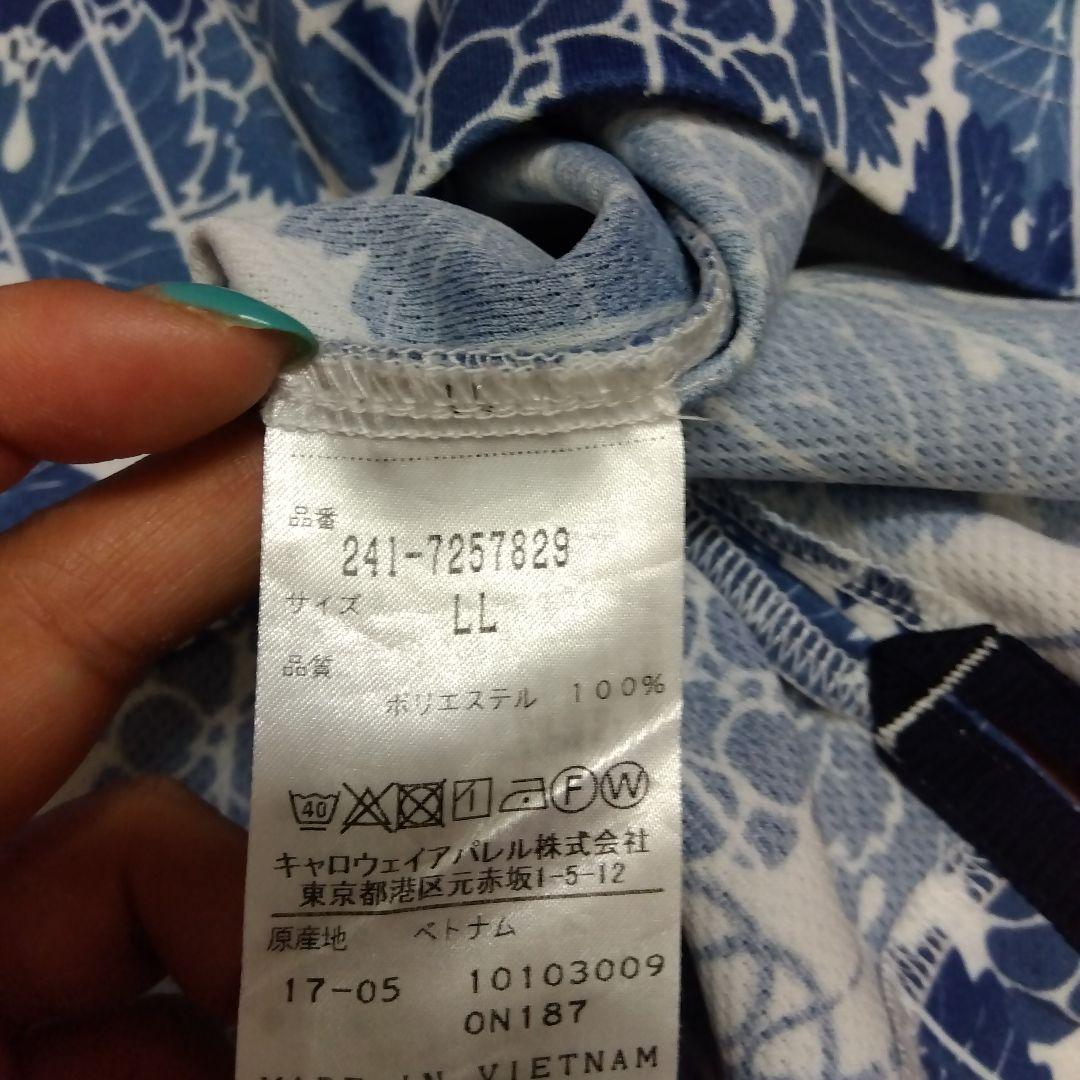 品番
241-7257829
サイズ
LL
品質
ポリエステル 100%
40 F W
キャロウェイアパレル株式会社
東京都港区元赤坂1-5-12
原産地 ベトナム
17-05 10103009
ON187
MADE IN VIETNAM